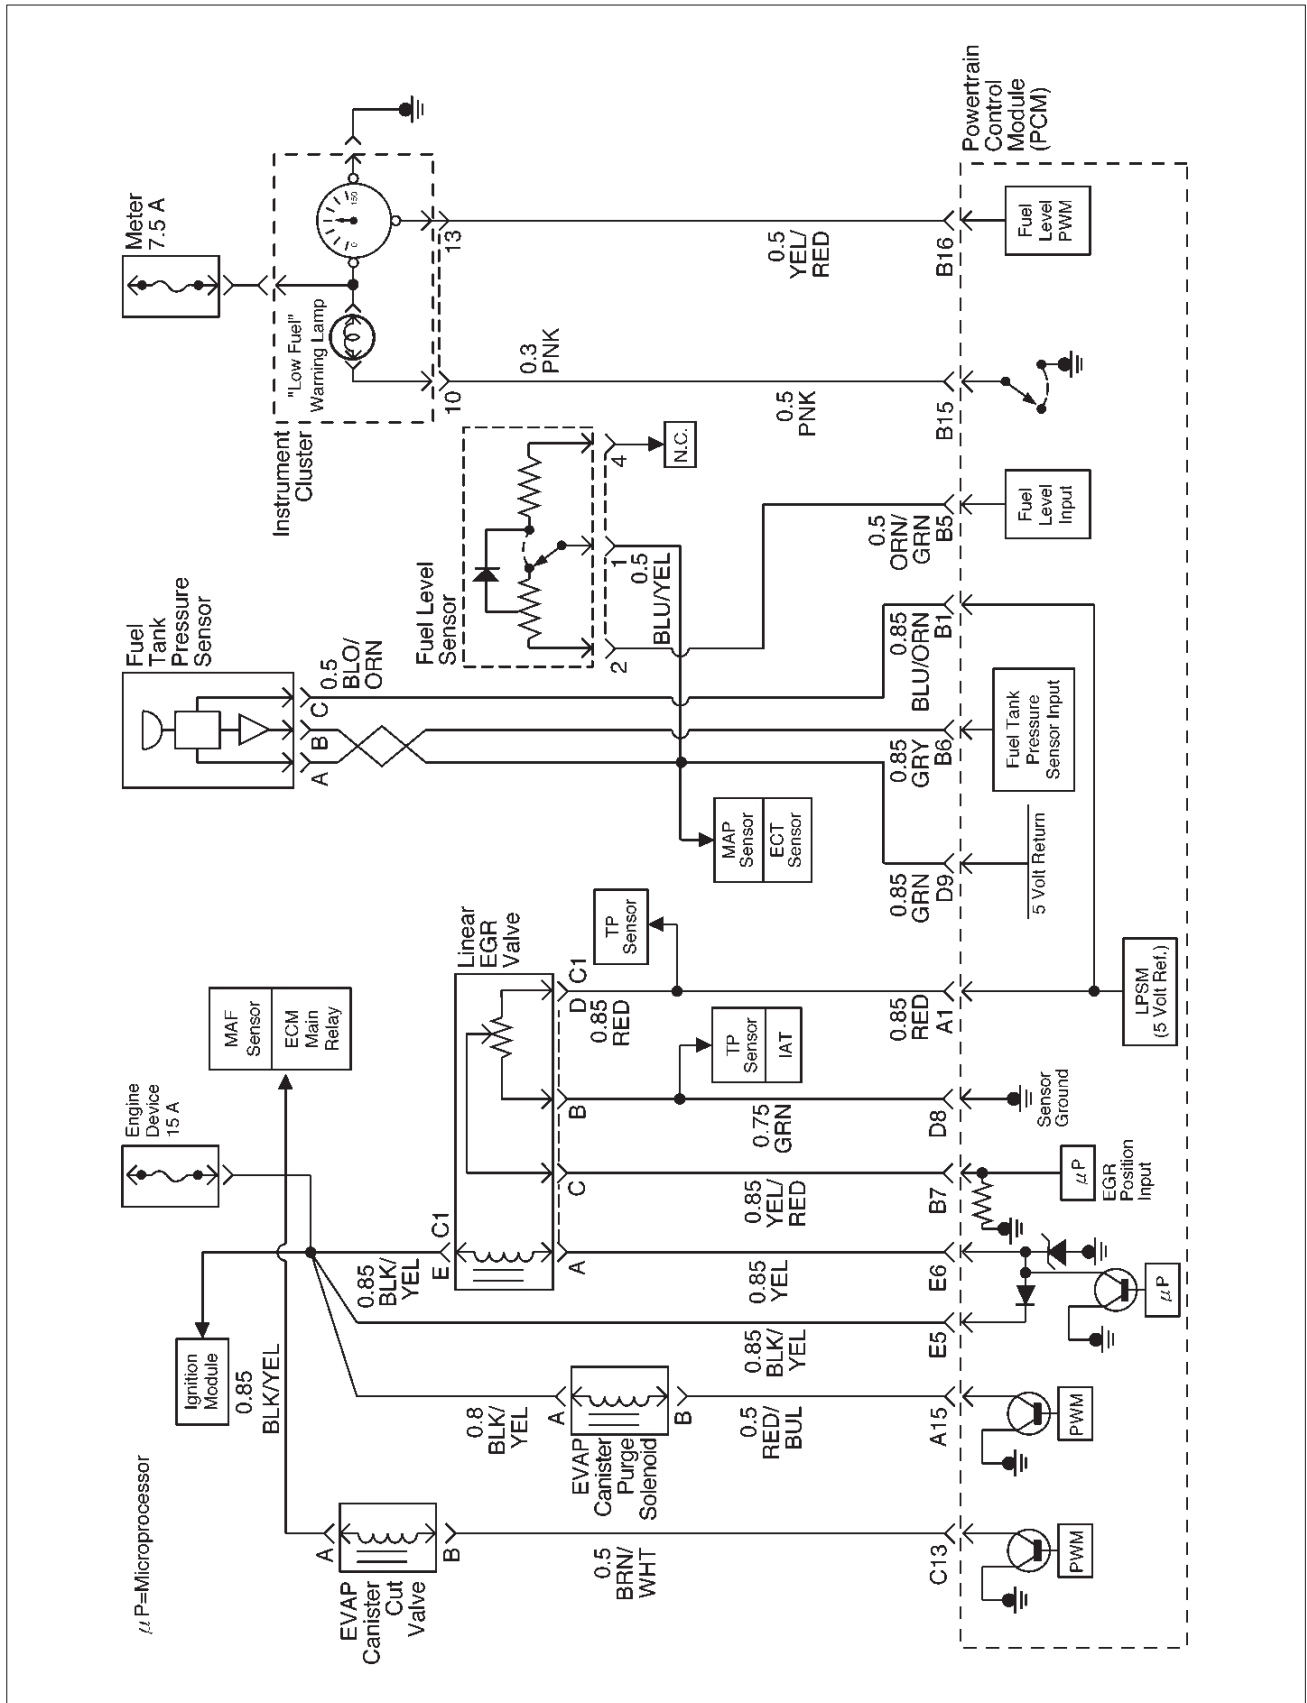 Meter
7.5 A
"Low Fuel"
Warning Lamp
0
150
Instrument
Cluster
13
10
0.5
YEL/
RED
0.3
PNK
0.5
PNK
B16
B15
Powertrain
Control
Module
(PCM)
Fuel
Level
PWM
Fuel Level
Sensor
4
N.C.
1
0.5
BLU/YEL
2
0.5
ORN/
GRN
B5
Fuel
Level
Input
Fuel
Tank
Pressure
Sensor
0.5
BLO/
ORN
C
B
A
0.85
BLU/ORN
B1
0.85
GRY
B6
Fuel Tank
Pressure
Sensor Input
MAP
Sensor
ECT
Sensor
0.85
GRN
D9
5 Volt Return
Linear
EGR
Valve
TP
Sensor
C1
D
0.85
RED
0.85
RED
A1
LPSM
(5 Volt Ref.)
TP
Sensor
IAT
B
0.75
GRN
D8
Sensor
Ground
C
0.85
YEL/
RED
B7
μP
EGR
Position
Input
MAF
Sensor
ECM
Main
Relay
Engine
Device
15 A
C1
E
0.85
BLK/
YEL
A
0.85
YEL
E6
0.85
BLK/
YEL
E5
μP
Ignition
Module
0.85
BLK/YEL
0.8
BLK/
YEL
A
EVAP
Canister
Purge
Solenoid
B
0.5
RED/
BUL
A15
PWM
μP=Microprocessor
A
EVAP
Canister
Cut
Valve
B
0.5
BRN/
WHT
C13
PWM